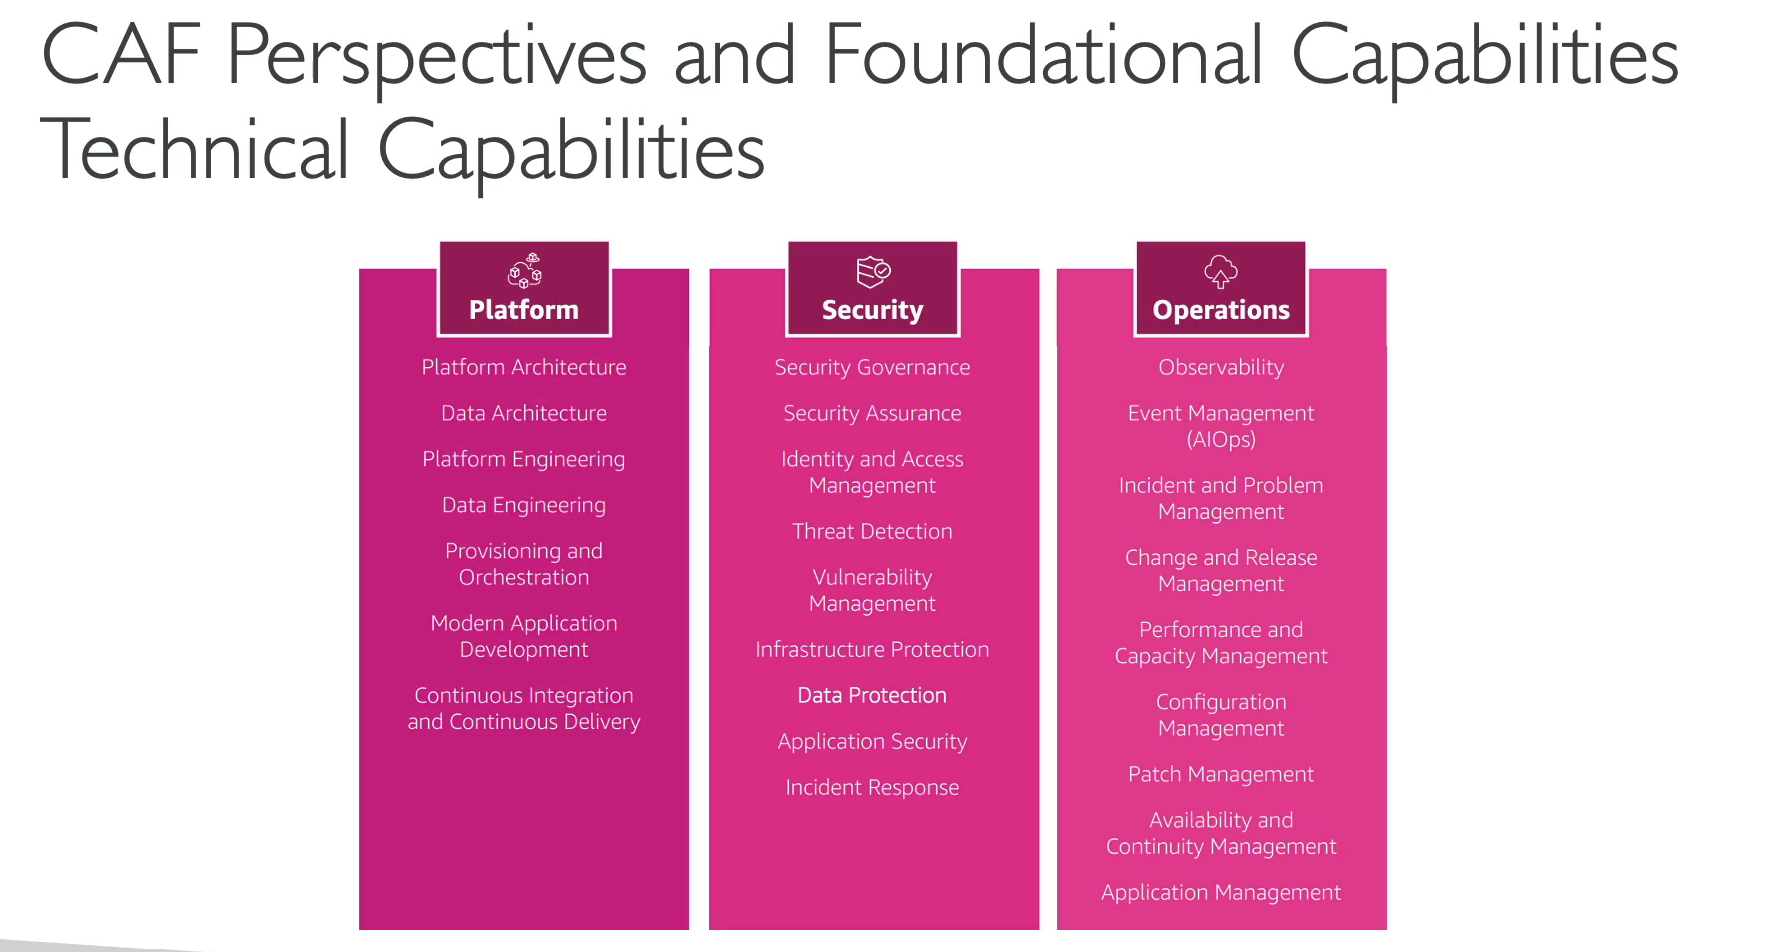 CAF Perspectives and Foundational Capabilities
Technical Capabilities
Platform
Platform Architecture
Data Architecture
Platform Engineering
Data Engineering
Provisioning and
Orchestration
Modern Application
Development
Continuous Integration
and Continuous Delivery
Security
Security Governance
Security Assurance
Identity and Access
Management
Threat Detection
Vulnerability
Management
Infrastructure Protection
Data Protection
Application Security
Incident Response
Operations
Observability
Event Management
(AIOps)
Incident and Problem
Management
Change and Release
Management
Performance and
Capacity Management
Configuration
Management
Patch Management
Availability and
Continuity Management
Application Management